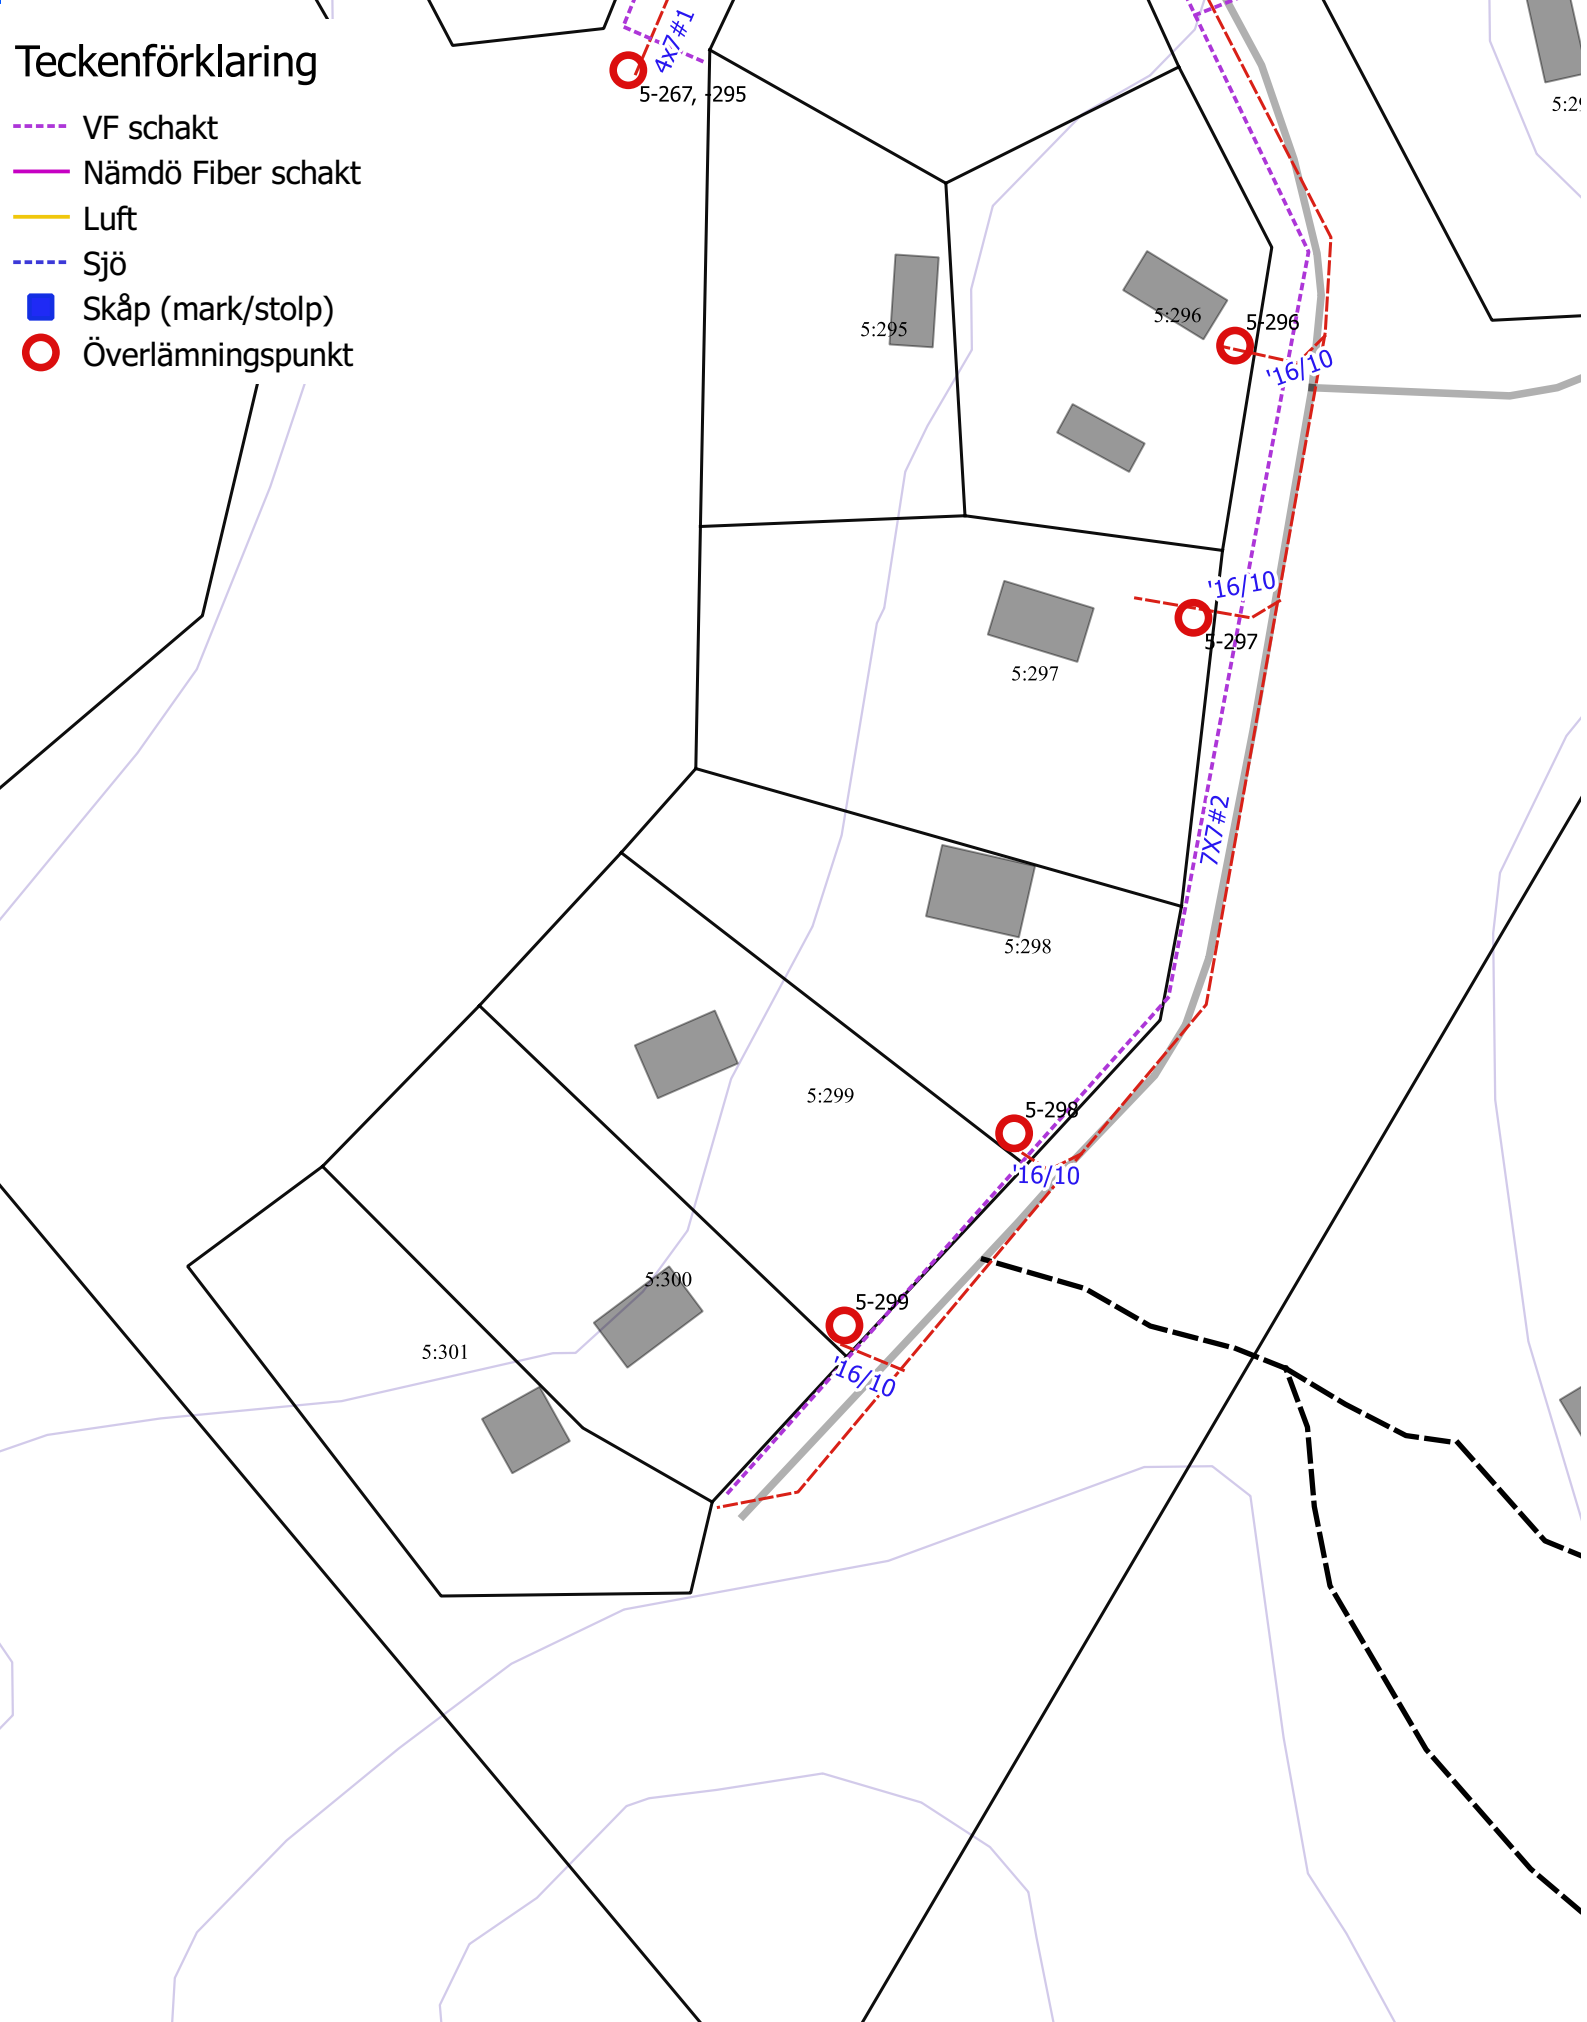 4x7#1
5-267, -295
Teckenförklaring
VF schakt
Nämdö Fiber schakt
Luft
Sjö
Skåp (mark/stolp)
Överlämningspunkt
5:295
5:296
5-296
'16/10
'16/10
5-297
5:297
7X7#2
5:298
5:299
5-298
'16/10
5:300
5-299
5:301
'16/10